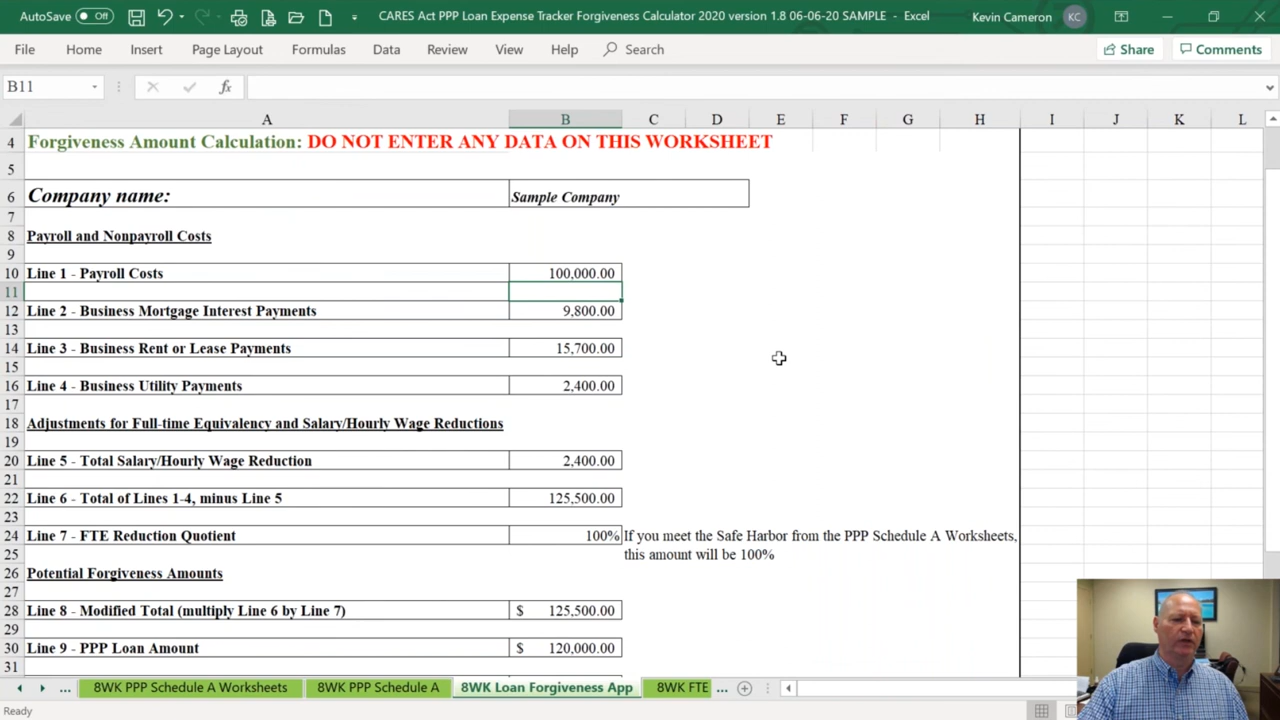 AutoSave Off CARES Act PPP Loan Expense Tracker Forgiveness Calculator 2020 version 1.8 06-06-20 SAMPLE - Excel Kevin Cameron KC
File Home Insert Page Layout Formulas Data Review View Help Search Share Comments
B11 fx
A B C D E F G H I J K L
4 Forgiveness Amount Calculation: DO NOT ENTER ANY DATA ON THIS WORKSHEET
5
6 Company name: Sample Company
7
8 Payroll and Nonpayroll Costs
9
10 Line 1 - Payroll Costs 100,000.00
11
12 Line 2 - Business Mortgage Interest Payments 9,800.00
13
14 Line 3 - Business Rent or Lease Payments 15,700.00
15
16 Line 4 - Business Utility Payments 2,400.00
17
18 Adjustments for Full-time Equivalency and Salary/Hourly Wage Reductions
19
20 Line 5 - Total Salary/Hourly Wage Reduction 2,400.00
21
22 Line 6 - Total of Lines 1-4, minus Line 5 125,500.00
23
24 Line 7 - FTE Reduction Quotient 100% If you meet the Safe Harbor from the PPP Schedule A Worksheets,
25 this amount will be 100%
26 Potential Forgiveness Amounts
27
28 Line 8 - Modified Total (multiply Line 6 by Line 7) $ 125,500.00
29
30 Line 9 - PPP Loan Amount $ 120,000.00
31
... 8WK PPP Schedule A Worksheets 8WK PPP Schedule A 8WK Loan Forgiveness App 8WK FTE ...
Ready